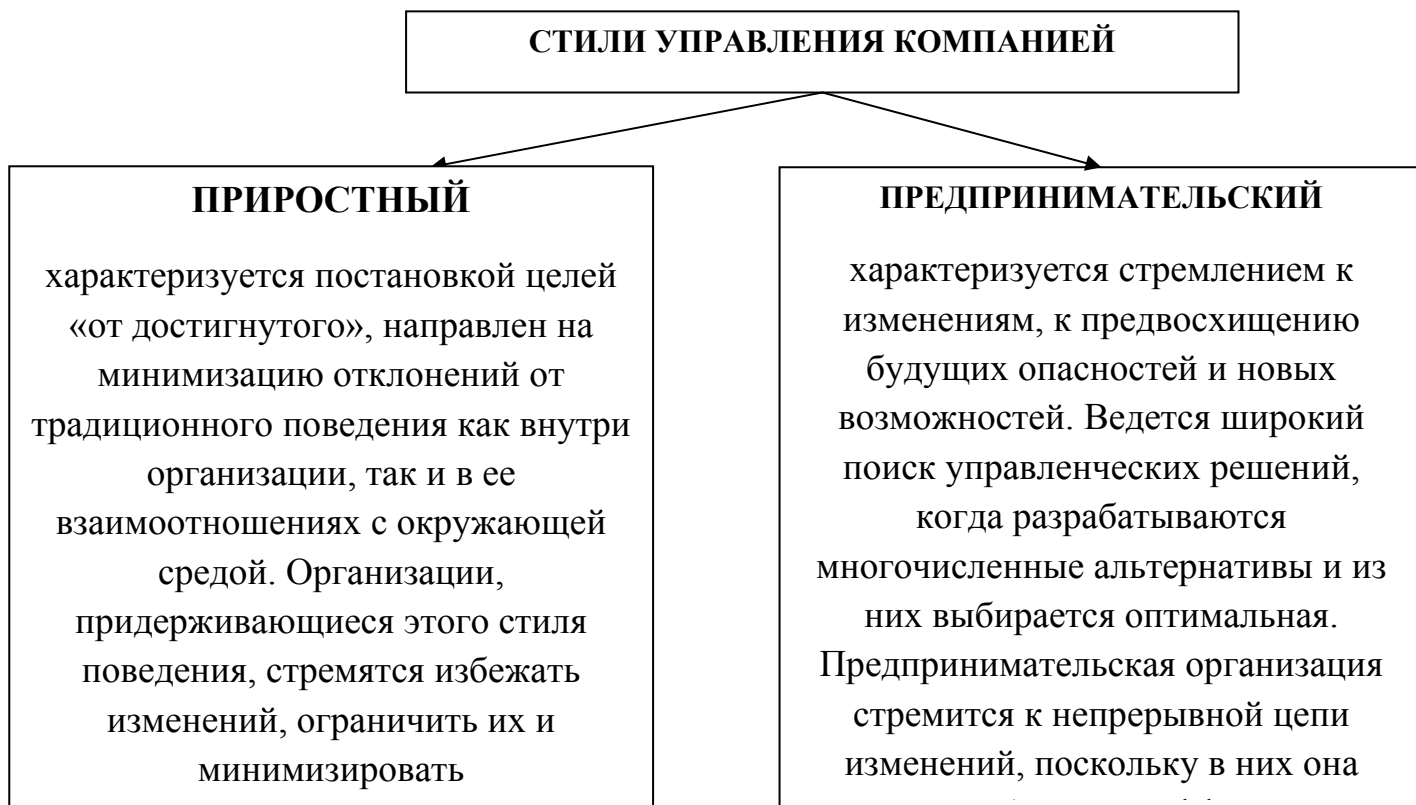 СТИЛИ УПРАВЛЕНИЯ КОМПАНИЕЙ
ПРИРОСТНЫЙ
характеризуется постановкой целей
«от достигнутого», направлен на
минимизацию отклонений от
традиционного поведения как внутри
организации, так и в ее
взаимоотношениях с окружающей
средой. Организации,
придерживающиеся этого стиля
поведения, стремятся избежать
изменений, ограничить их и
минимизировать
ПРЕДПРИНИМАТЕЛЬСКИЙ
характеризуется стремлением к
изменениям, к предвосхищению
будущих опасностей и новых
возможностей. Ведется широкий
поиск управленческих решений,
когда разрабатываются
многочисленные альтернативы и из
них выбирается оптимальная.
Предпринимательская организация
стремится к непрерывной цепи
изменений, поскольку в них она